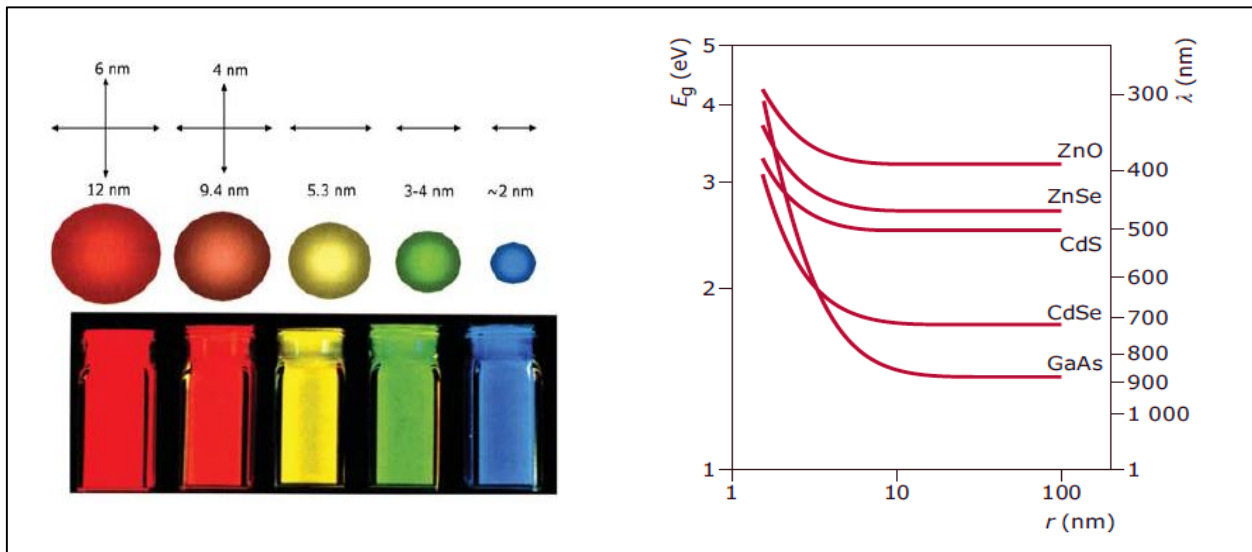 6 nm
4 nm
12 nm
9.4 nm
5.3 nm
3-4 nm
~2 nm
E_g (eV)
5
4
3
2
1
ZnO
ZnSe
CdS
CdSe
GaAs
λ (nm)
300
400
500
600
700
800
900
1 000
1
1
10
100
r (nm)